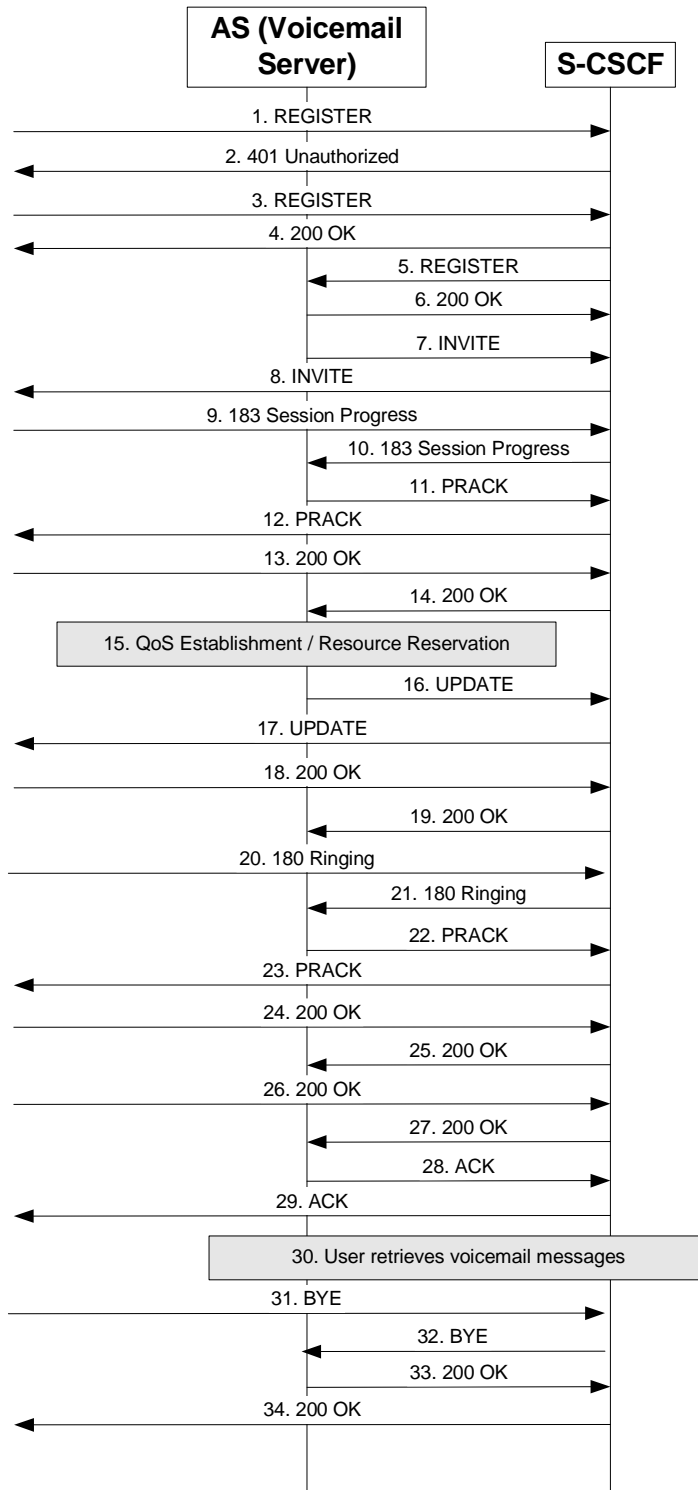 AS (Voicemail
Server)
S-CSCF
1. REGISTER
2. 401 Unauthorized
3. REGISTER
4. 200 OK
5. REGISTER
6. 200 OK
7. INVITE
8. INVITE
9. 183 Session Progress
10. 183 Session Progress
11. PRACK
12. PRACK
13. 200 OK
14. 200 OK
15. QoS Establishment / Resource Reservation
16. UPDATE
17. UPDATE
18. 200 OK
19. 200 OK
20. 180 Ringing
21. 180 Ringing
22. PRACK
23. PRACK
24. 200 OK
25. 200 OK
26. 200 OK
27. 200 OK
28. ACK
29. ACK
30. User retrieves voicemail messages
31. BYE
32. BYE
33. 200 OK
34. 200 OK